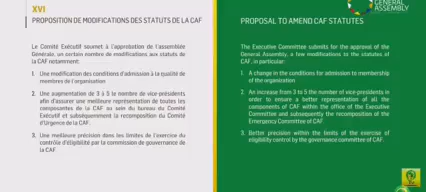 XVI
PROPOSITION DE MODIFICATIONS DES STATUTS DE LA CAF
Le Comité Exécutif soumet à l'approbation de l'assemblée
Générale, un certain nombre de modifications aux statuts de
la CAF notamment:
1. Une modification des conditions d'admission à la qualité de
membres de l'organisation
2. Une augmentation de 3 à 5 le nombre de vice-présidents
afin d'assurer une meilleure représentation de toutes les
composantes de la CAF au sein du bureau du Comité
Exécutif et subséquemment la recomposition du Comité
d'Urgence de la CAF.
3. Une meilleure précision dans les limites de l'exercice du
contrôle d'éligibilité par la commission de gouvernance de
la CAF
GENERAL
ASSEMBLY
PROPOSAL TO AMEND CAF STATUTES
The Executive Committee submits for the approval of the
General Assembly, a few modifications to the statutes of
CAF, in particular:
1. A change in the conditions for admission to membership
of the organization
2. An increase from 3 to 5 the number of vice-presidents in
order to ensure a better representation of all the
components of CAF within the office of the Executive
Committee and subsequently the recomposition of the
Emergency Committee of CAF.
3. Better precision within the limits of the exercise of
eligibility control by the governance committee of CAF.